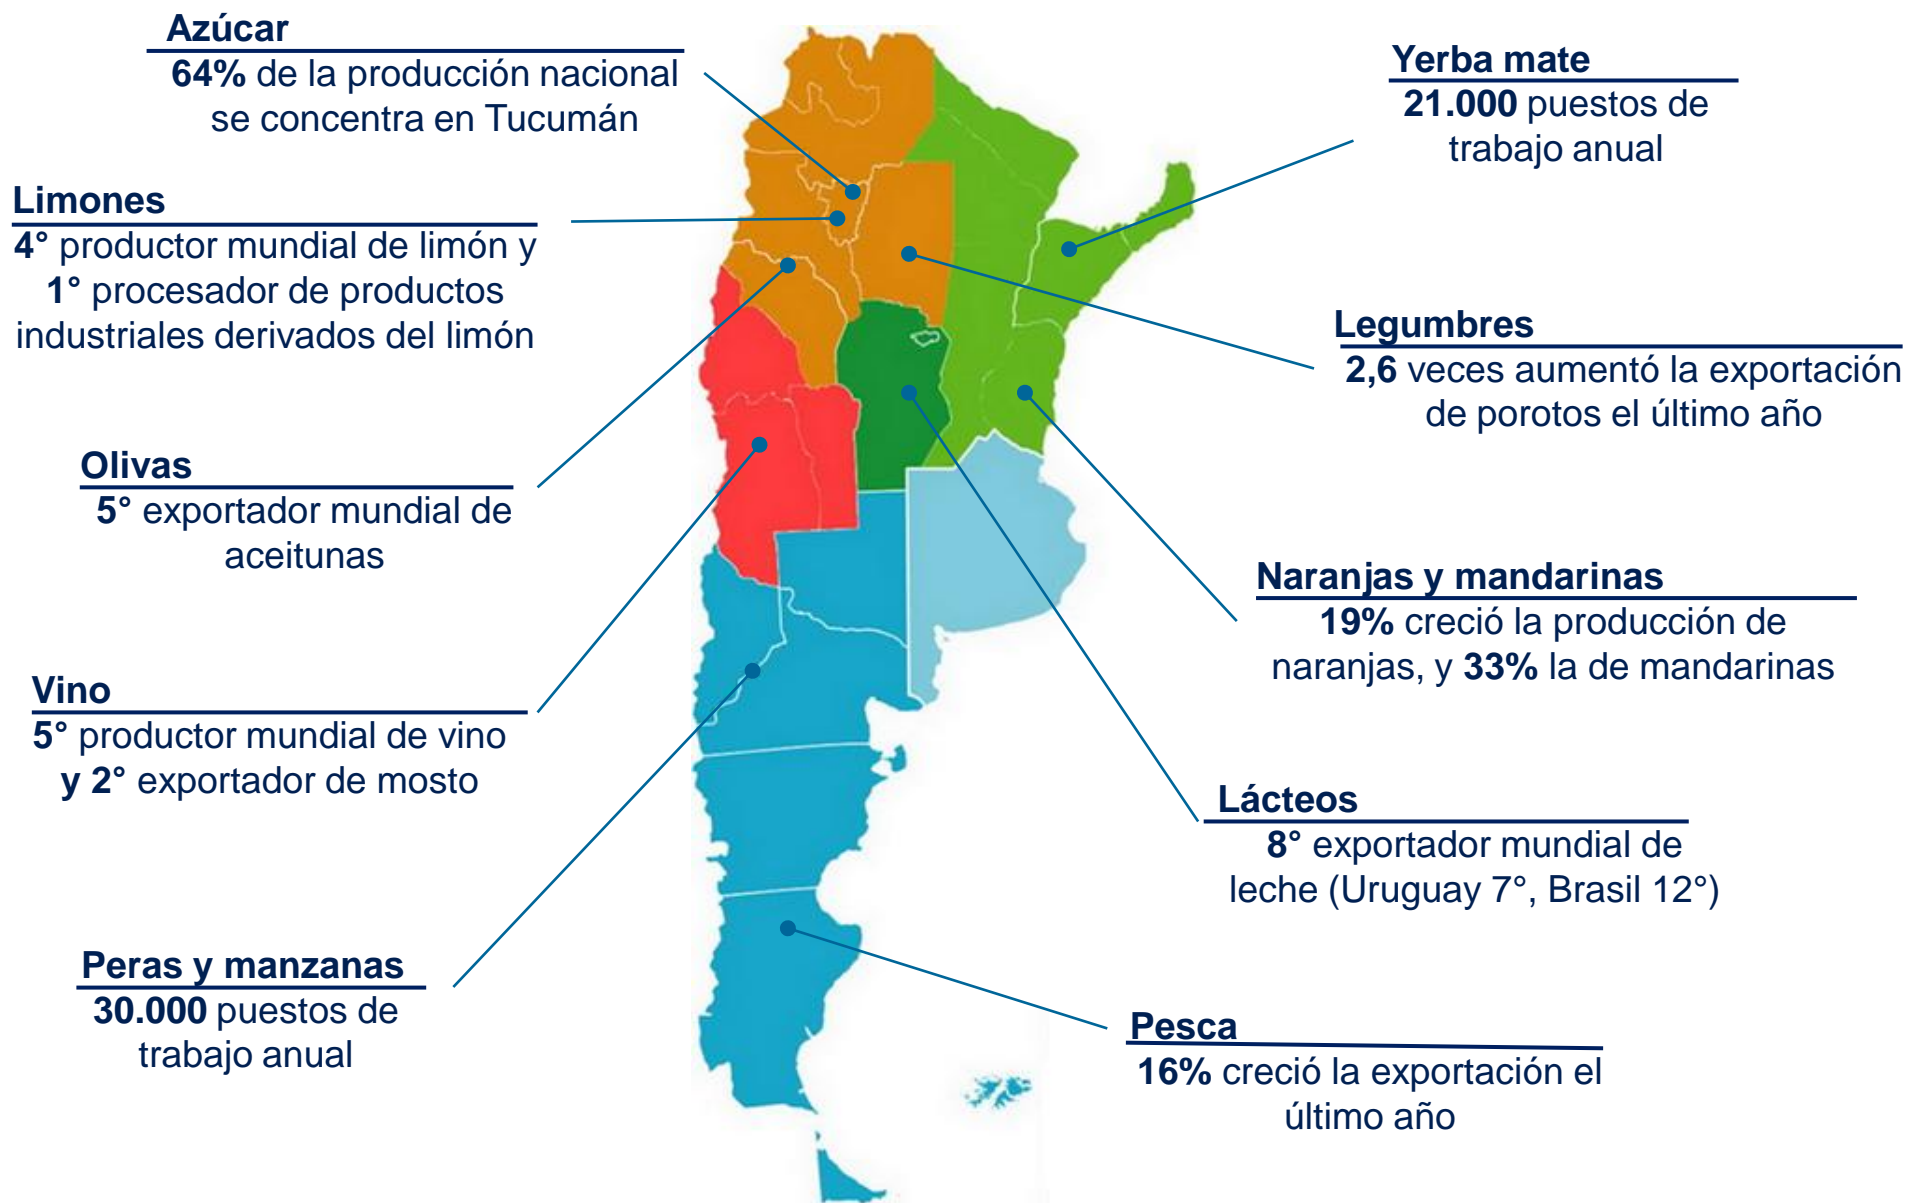 Azúcar
64% de la producción nacional
se concentra en Tucumán
Limones
4° productor mundial de limón y
1° procesador de productos
industriales derivados del limón
Olivas
5° exportador mundial de
aceitunas
Vino
5° productor mundial de vino
y 2° exportador de mosto
Peras y manzanas
30.000 puestos de
trabajo anual
Yerba mate
21.000 puestos de
trabajo anual
Legumbres
2,6 veces aumentó la exportación
de porotos el último año
Naranjas y mandarinas
19% creció la producción de
naranjas, y 33% la de mandarinas
Lácteos
8° exportador mundial de
leche (Uruguay 7°, Brasil 12°)
Pesca
16% creció la exportación el
último año